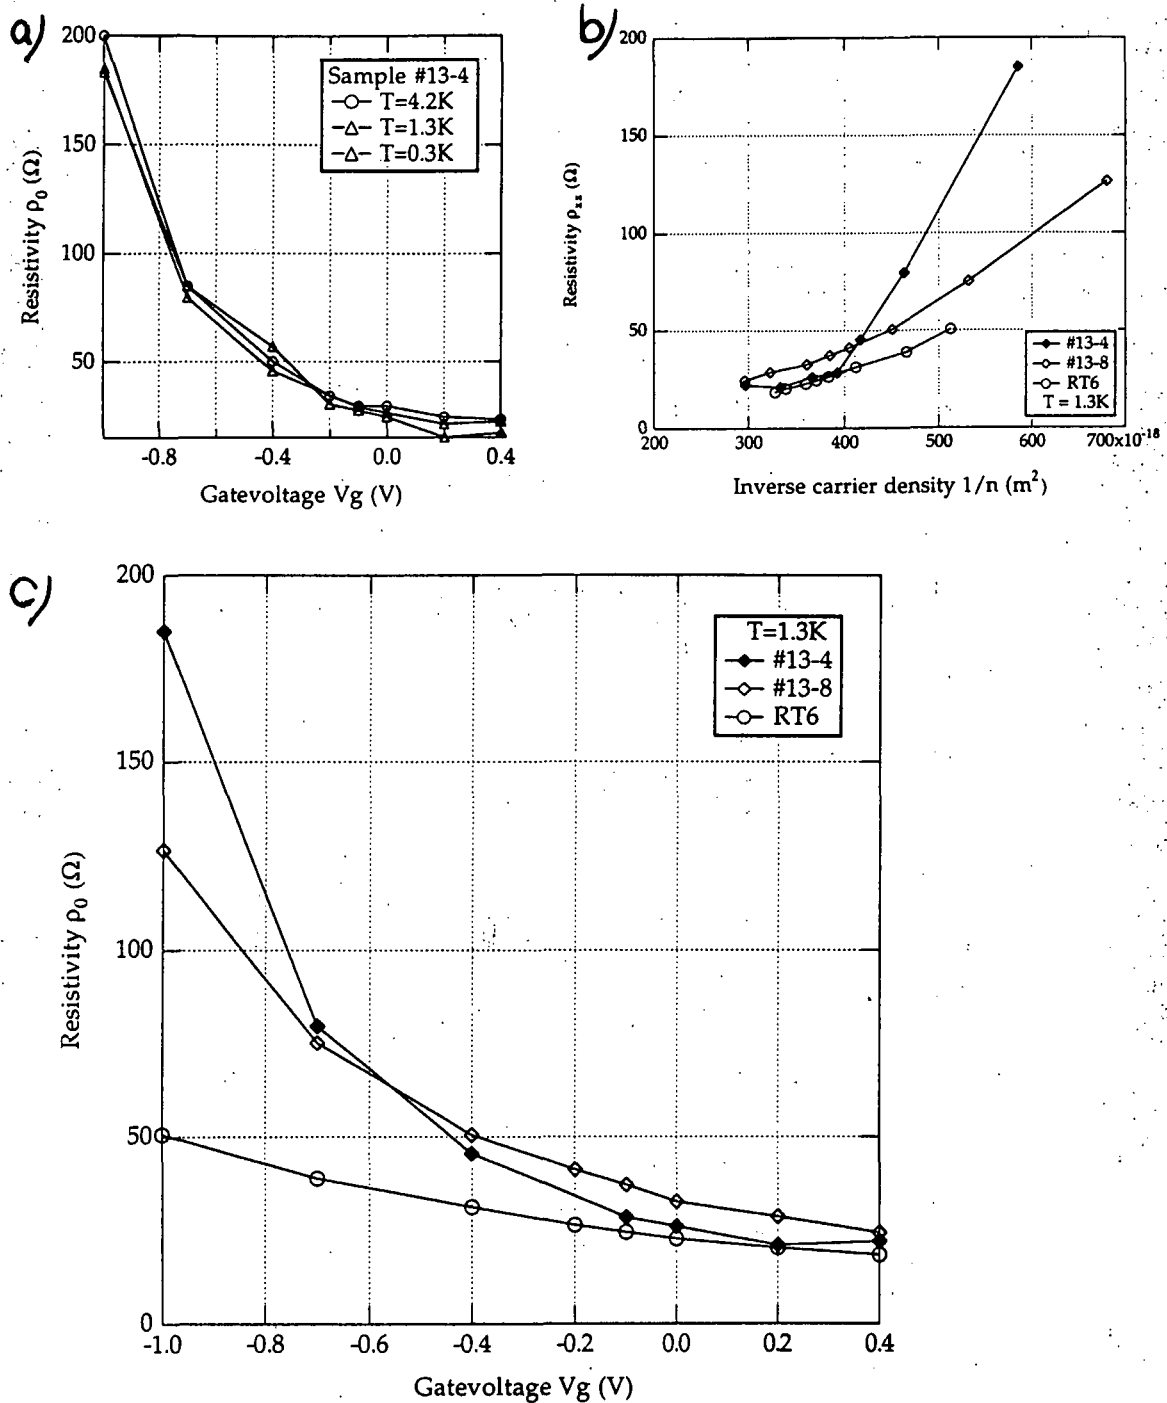 a)
200
150
100
50
Resistivity ρ₀ (Ω)
Sample #13-4
T=4.2K
T=1.3K
T=0.3K
-0.8 -0.4 0.0 0.4
Gatevoltage Vg (V)
b)
200
150
100
50
0
Resistivity ρₓₓ (Ω)
#13-4
#13-8
RT6
T = 1.3K
200 300 400 500 600 700x10⁻¹⁸
Inverse carrier density 1/n (m²)
c)
200
150
100
50
0
Resistivity ρ₀ (Ω)
T=1.3K
#13-4
#13-8
RT6
-1.0 -0.8 -0.6 -0.4 -0.2 0.0 0.2 0.4
Gatevoltage Vg (V)